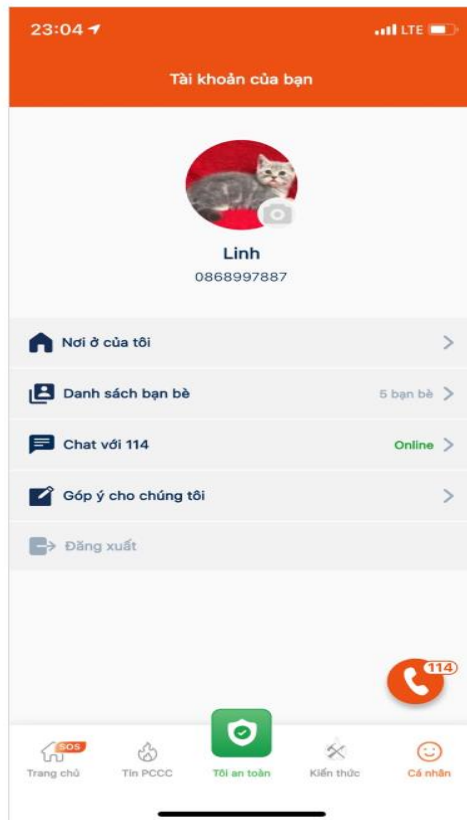 23:04
LTE
Tài khoản của bạn
Linh
0868997887
Nơi ở của tôi
Danh sách bạn bè 5 bạn bè
Chat với 114 Online
Góp ý cho chúng tôi
Đăng xuất
114
SOS
Trang chủ Tin PCCC Tôi an toàn Kiến thức Cá nhân